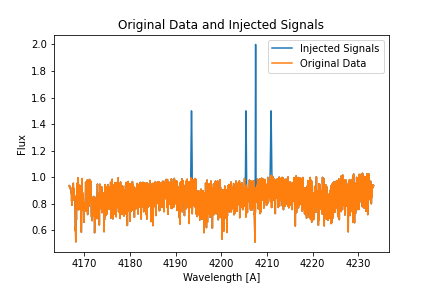 Original Data and Injected Signals
Injected Signals
Original Data
Flux
2.0
1.8
1.6
1.4
1.2
1.0
0.8
0.6
4170 4180 4190 4200 4210 4220 4230
Wavelength [A]